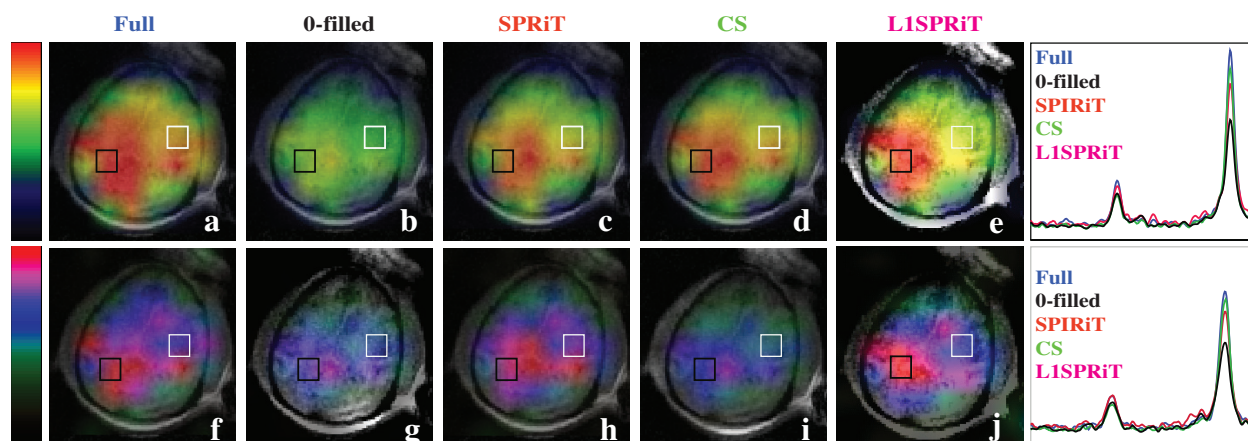 Full 0-filled SPRiT CS L1SPRiT
Full
0-filled
SPIRiT
CS
L1SPRiT
a b c d e
Full
0-filled
SPIRiT
CS
L1SPRiT
f g h i j